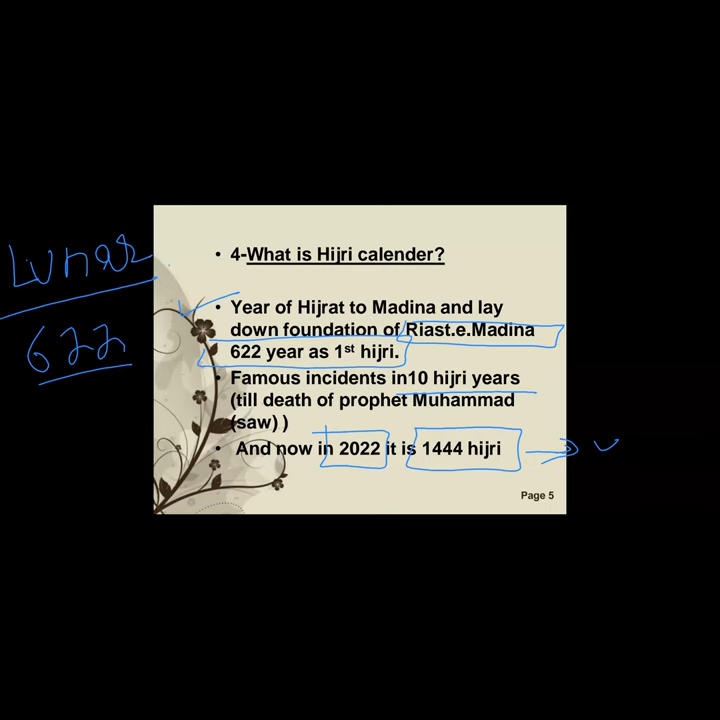 4-What is Hijri calender?
Lunar
622
• Year of Hijrat to Madina and lay
down foundation of Riast.e.Madina
622 year as 1st hijri.
• Famous incidents in10 hijri years
(till death of prophet Muhammad
(saw) )
• And now in 2022 it is 1444 hijri
Page 5